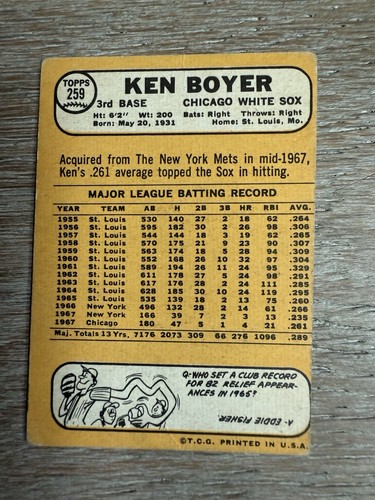 TOPPS
259
KEN BOYER
3rd BASE CHICAGO WHITE SOX
Ht: 6'2" Wt: 200 Bats: Right Throws: Right
Born: May 20, 1931 Home: St. Louis, Mo.
Acquired from The New York Mets in mid-1967,
Ken's .261 average topped the Sox in hitting.
MAJOR LEAGUE BATTING RECORD
YEAR TEAM AB H 2B 3B HR RBI AVG.
1955 St. Louis 530 140 27 2 18 62 .264
1956 St. Louis 595 182 30 2 26 98 .306
1957 St. Louis 544 144 18 3 19 62 .265
1958 St. Louis 570 175 21 9 23 90 .307
1959 St. Louis 563 174 18 5 28 94 .309
1960 St. Louis 552 168 26 10 32 97 .304
1961 St. Louis 589 194 26 11 24 95 .329
1962 St. Louis 611 178 27 5 24 98 .291
1963 St. Louis 617 176 28 2 24 111 .285
1964 St. Louis 628 185 30 10 24 119 .295
1965 St. Louis 535 139 18 2 13 75 .260
1966 New York 496 132 28 2 14 61 .266
1967 New York 166 39 7 2 3 13 .235
1967 Chicago 180 47 5 1 4 21 .261
Maj. Totals 13 Yrs. 7176 2073 309 66 276 1096 .289
Q-WHO SET A CLUB RECORD
FOR 82 RELIEF APPEAR-
ANCES IN 1965?
A- EDDIE FISHER.
©T.C.G. PRINTED IN U.S.A.